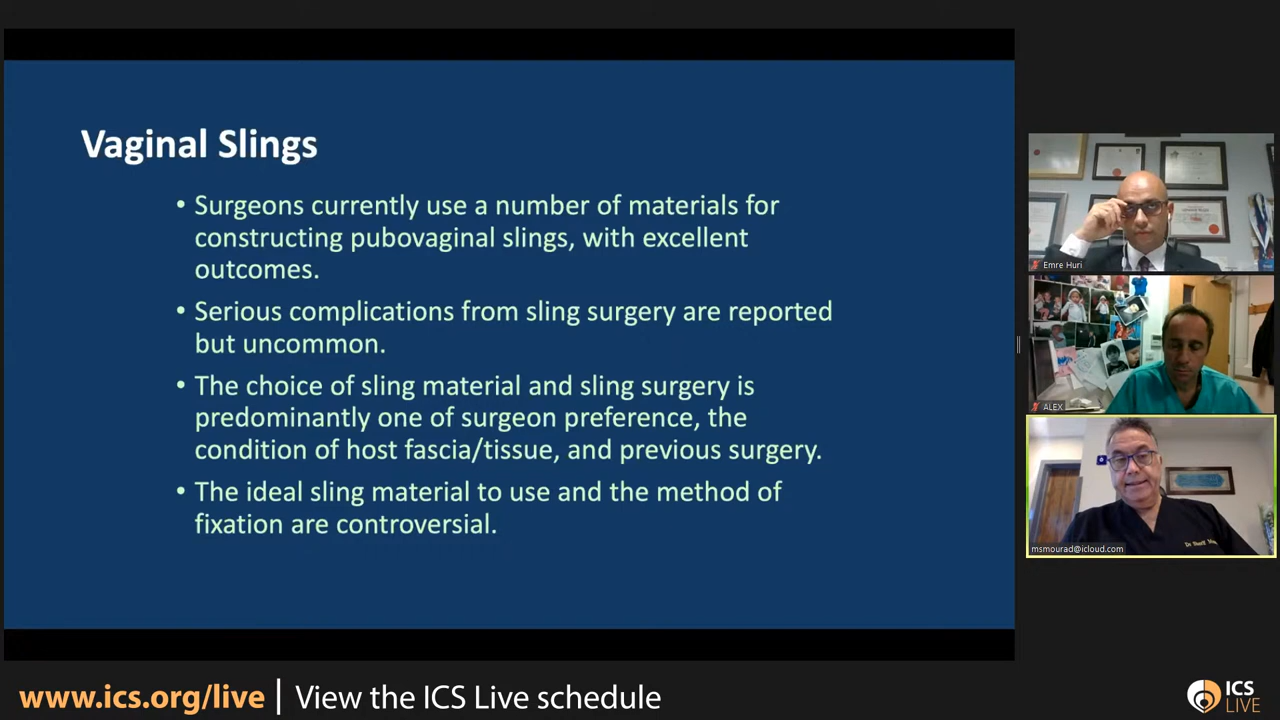 Vaginal Slings
• Surgeons currently use a number of materials for
constructing pubovaginal slings, with excellent
outcomes.
• Serious complications from sling surgery are reported
but uncommon.
• The choice of sling material and sling surgery is
predominantly one of surgeon preference, the
condition of host fascia/tissue, and previous surgery.
• The ideal sling material to use and the method of
fixation are controversial.
Emre Huri
ALEX
msmourad@icloud.com
www.ics.org/live | View the ICS Live schedule
ICS
LIVE